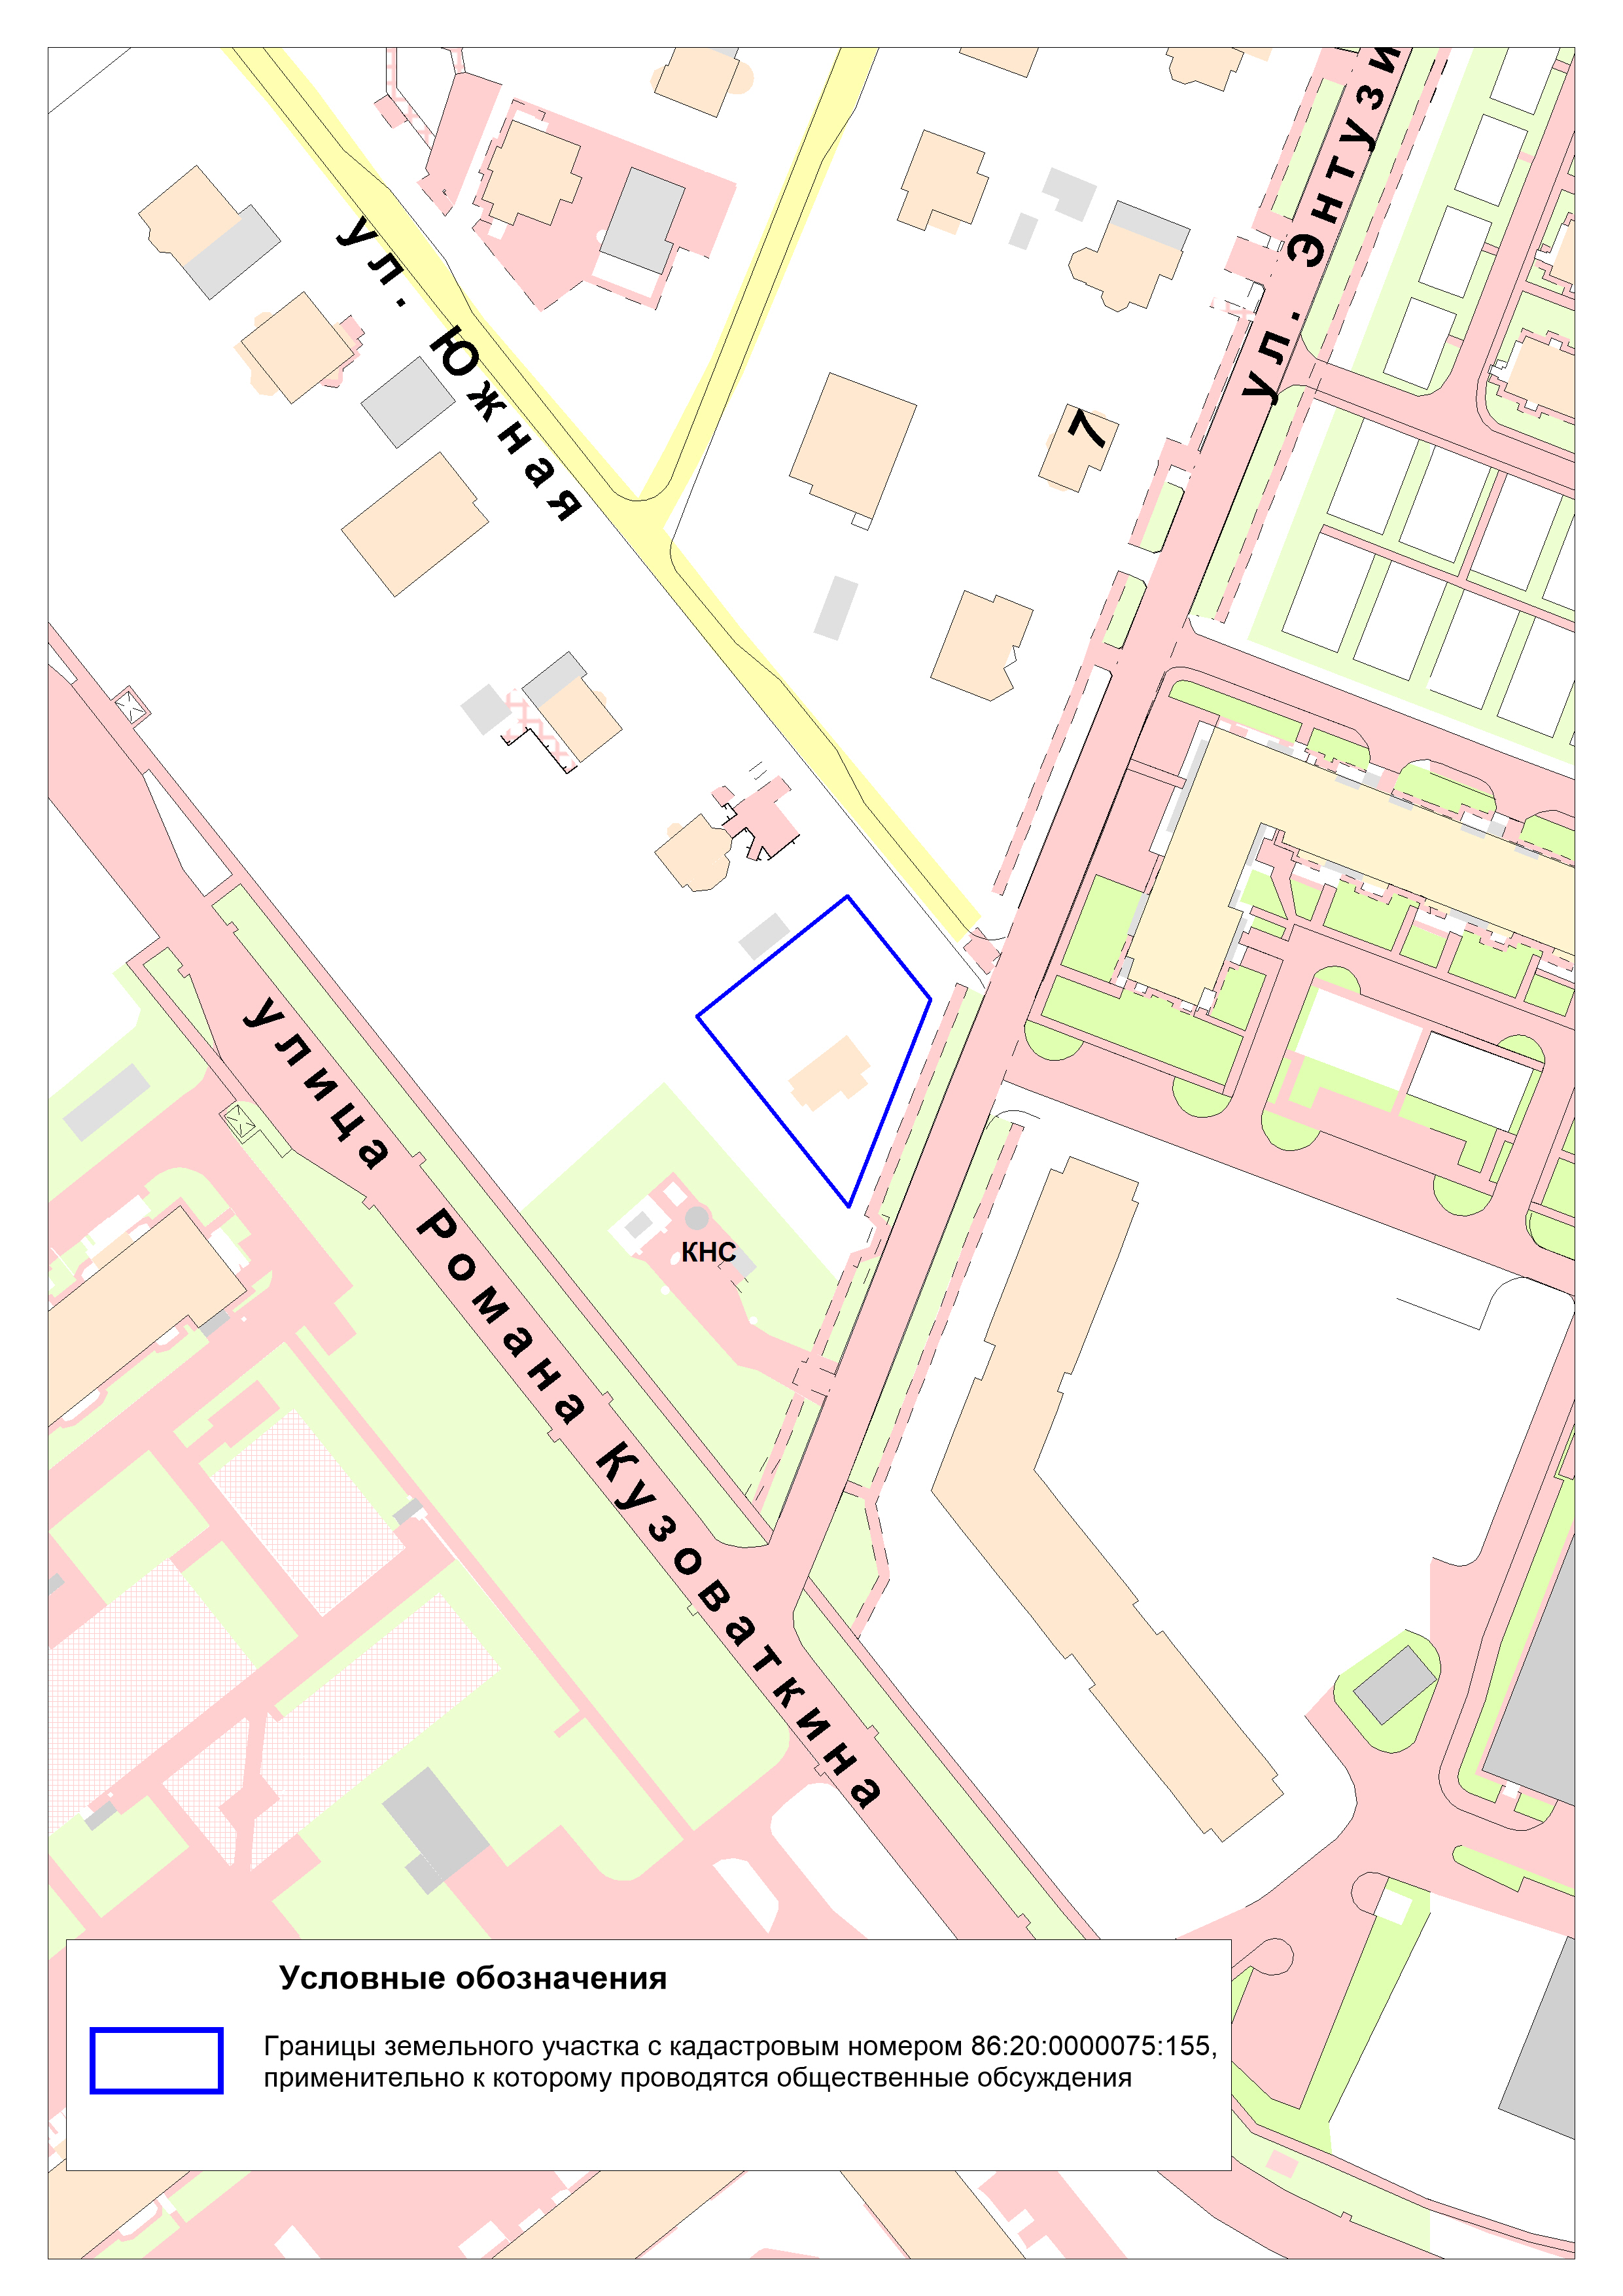 ул. Энтузи
ул. Южная
7
улица Романа Кузоваткина
КНС
Условные обозначения
Границы земельного участка с кадастровым номером 86:20:0000075:155,
применительно к которому проводятся общественные обсуждения